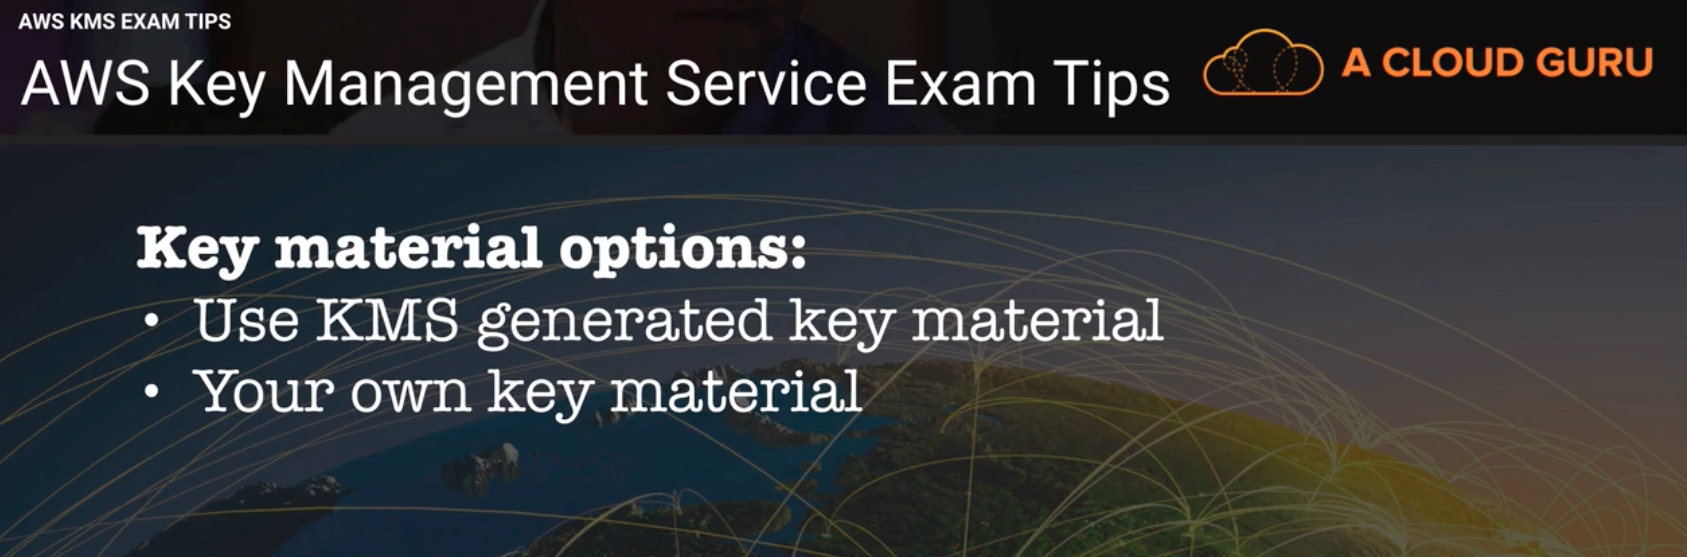 AWS KMS EXAM TIPS
AWS Key Management Service Exam Tips
A CLOUD GURU
Key material options:
• Use KMS generated key material
• Your own key material